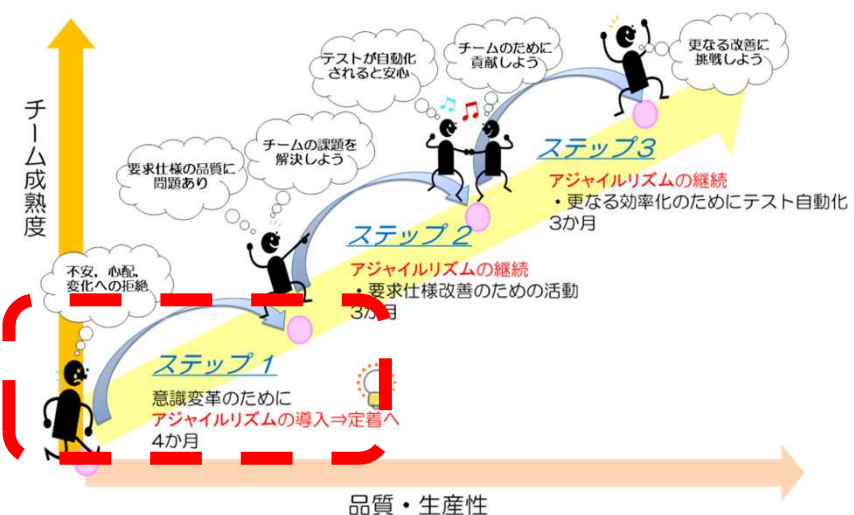 チーム成熟度
不安，心配，
変化への拒絶
ステップ１
意識変革のために
アジャイルリズムの導入⇒定着へ
4か月
要求仕様の品質に
問題あり
チームの課題を
解決しよう
ステップ２
アジャイルリズムの継続
・要求仕様改善のための活動
3か月
テストが自動化
されると安心
チームのために
貢献しよう
ステップ3
アジャイルリズムの継続
・更なる効率化のためにテスト自動化
3か月
更なる改善に
挑戦しよう
品質・生産性